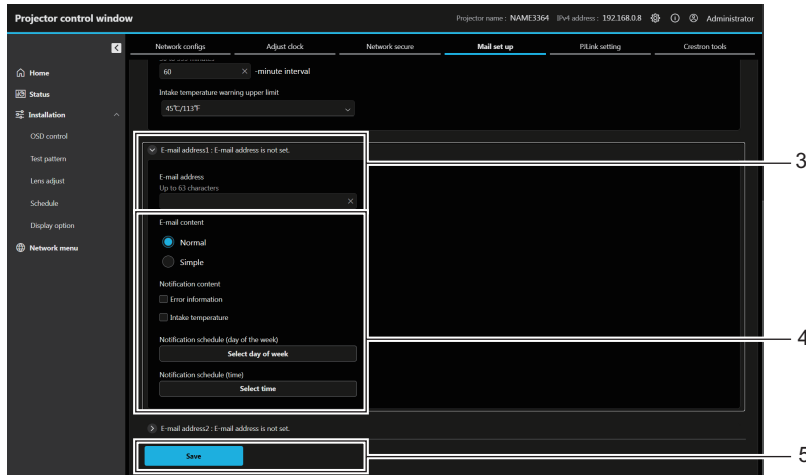 Projector control window
Projector name : NAME3364 IPv4 address : 192.168.0.8 Administrator
Network configs Adjust clock Network secure Mail set up PJLink setting Crestron tools
Home
Status
Installation
OSD control
Test pattern
Lens adjust
Schedule
Display option
Network menu
60 × -minute interval
Intake temperature warning upper limit
45℃/113℉
E-mail address1 : E-mail address is not set.
3
E-mail address
Up to 63 characters
×
E-mail content
Normal
Simple
Notification content
Error information
Intake temperature
4
Notification schedule (day of the week)
Select day of week
Notification schedule (time)
Select time
E-mail address2 : E-mail address is not set.
Save
5